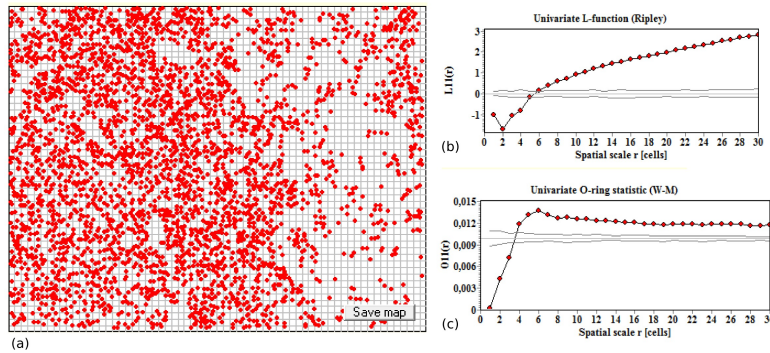 Save map
(a)
Univariate L-function (Ripley)
L11(r)
3
2
1
0
-1
0 2 4 6 8 10 12 14 16 18 20 22 24 26 28 30
Spatial scale r [cells]
(b)
Univariate O-ring statistic (W-M)
O11(r)
0,015
0,012
0,009
0,006
0,003
0
0 2 4 6 8 10 12 14 16 18 20 22 24 26 28 30
Spatial scale r [cells]
(c)